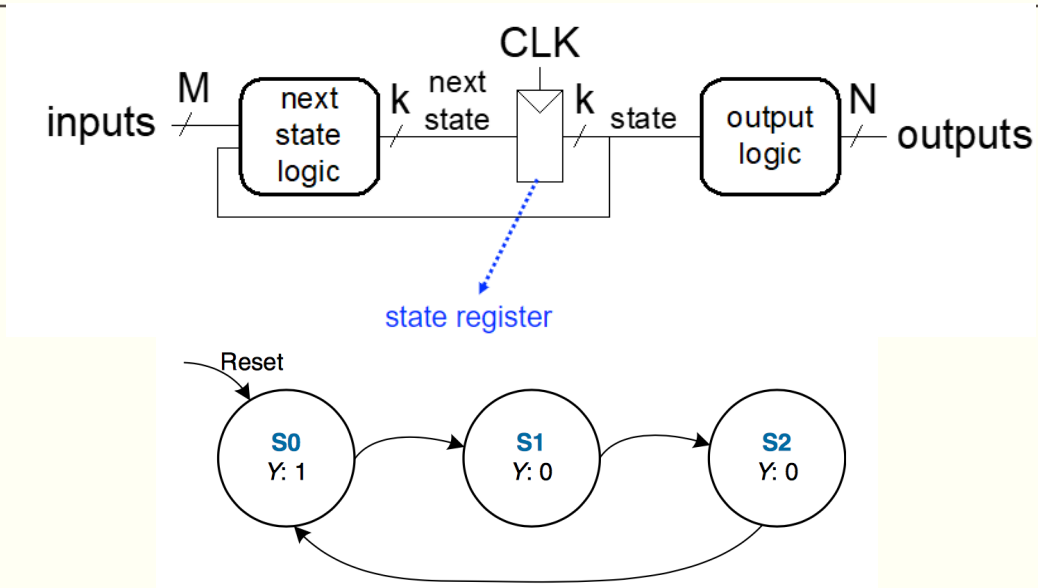 CLK
inputs
M
next
state
logic
k
next
state
k
state
output
logic
N
outputs
state register
Reset
S0
Y: 1
S1
Y: 0
S2
Y: 0